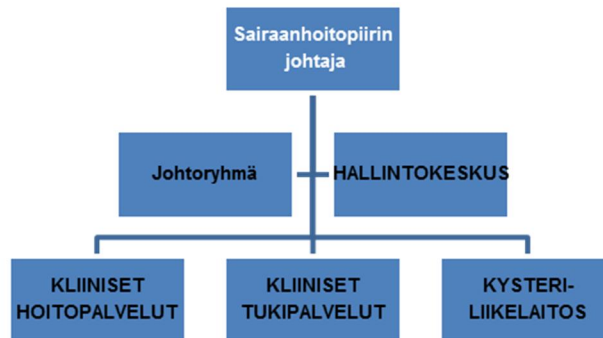 Sairaanhoitopiirin
johtaja
Johtoryhmä
HALLINTOKESKUS
KLIINISET
HOITOPALVELUT
KLIINISET
TUKIPALVELUT
KYSTERI-
LIIKELAITOS